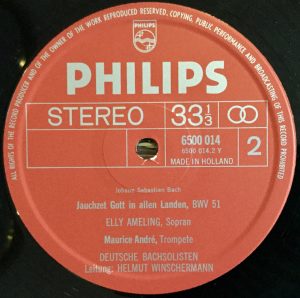 ALL RIGHTS OF THE RECORD PRODUCER AND OF THE OWNER OF THE WORK REPRODUCED RESERVED. COPYING, PUBLIC PERFORMANCE AND BROADCASTING OF THIS RECORD PROHIBITED
PHILIPS
PHILIPS
STEREO
33 1/3
6500 014
6500 014.2 Y
MADE IN HOLLAND
2
Johann Sebastian Bach
Jauchzet Gott in allen Landen, BWV 51
ELLY AMELING, Sopran
Maurice André, Trompete
DEUTSCHE BACHSOLISTEN
Leitung: HELMUT WINSCHERMANN